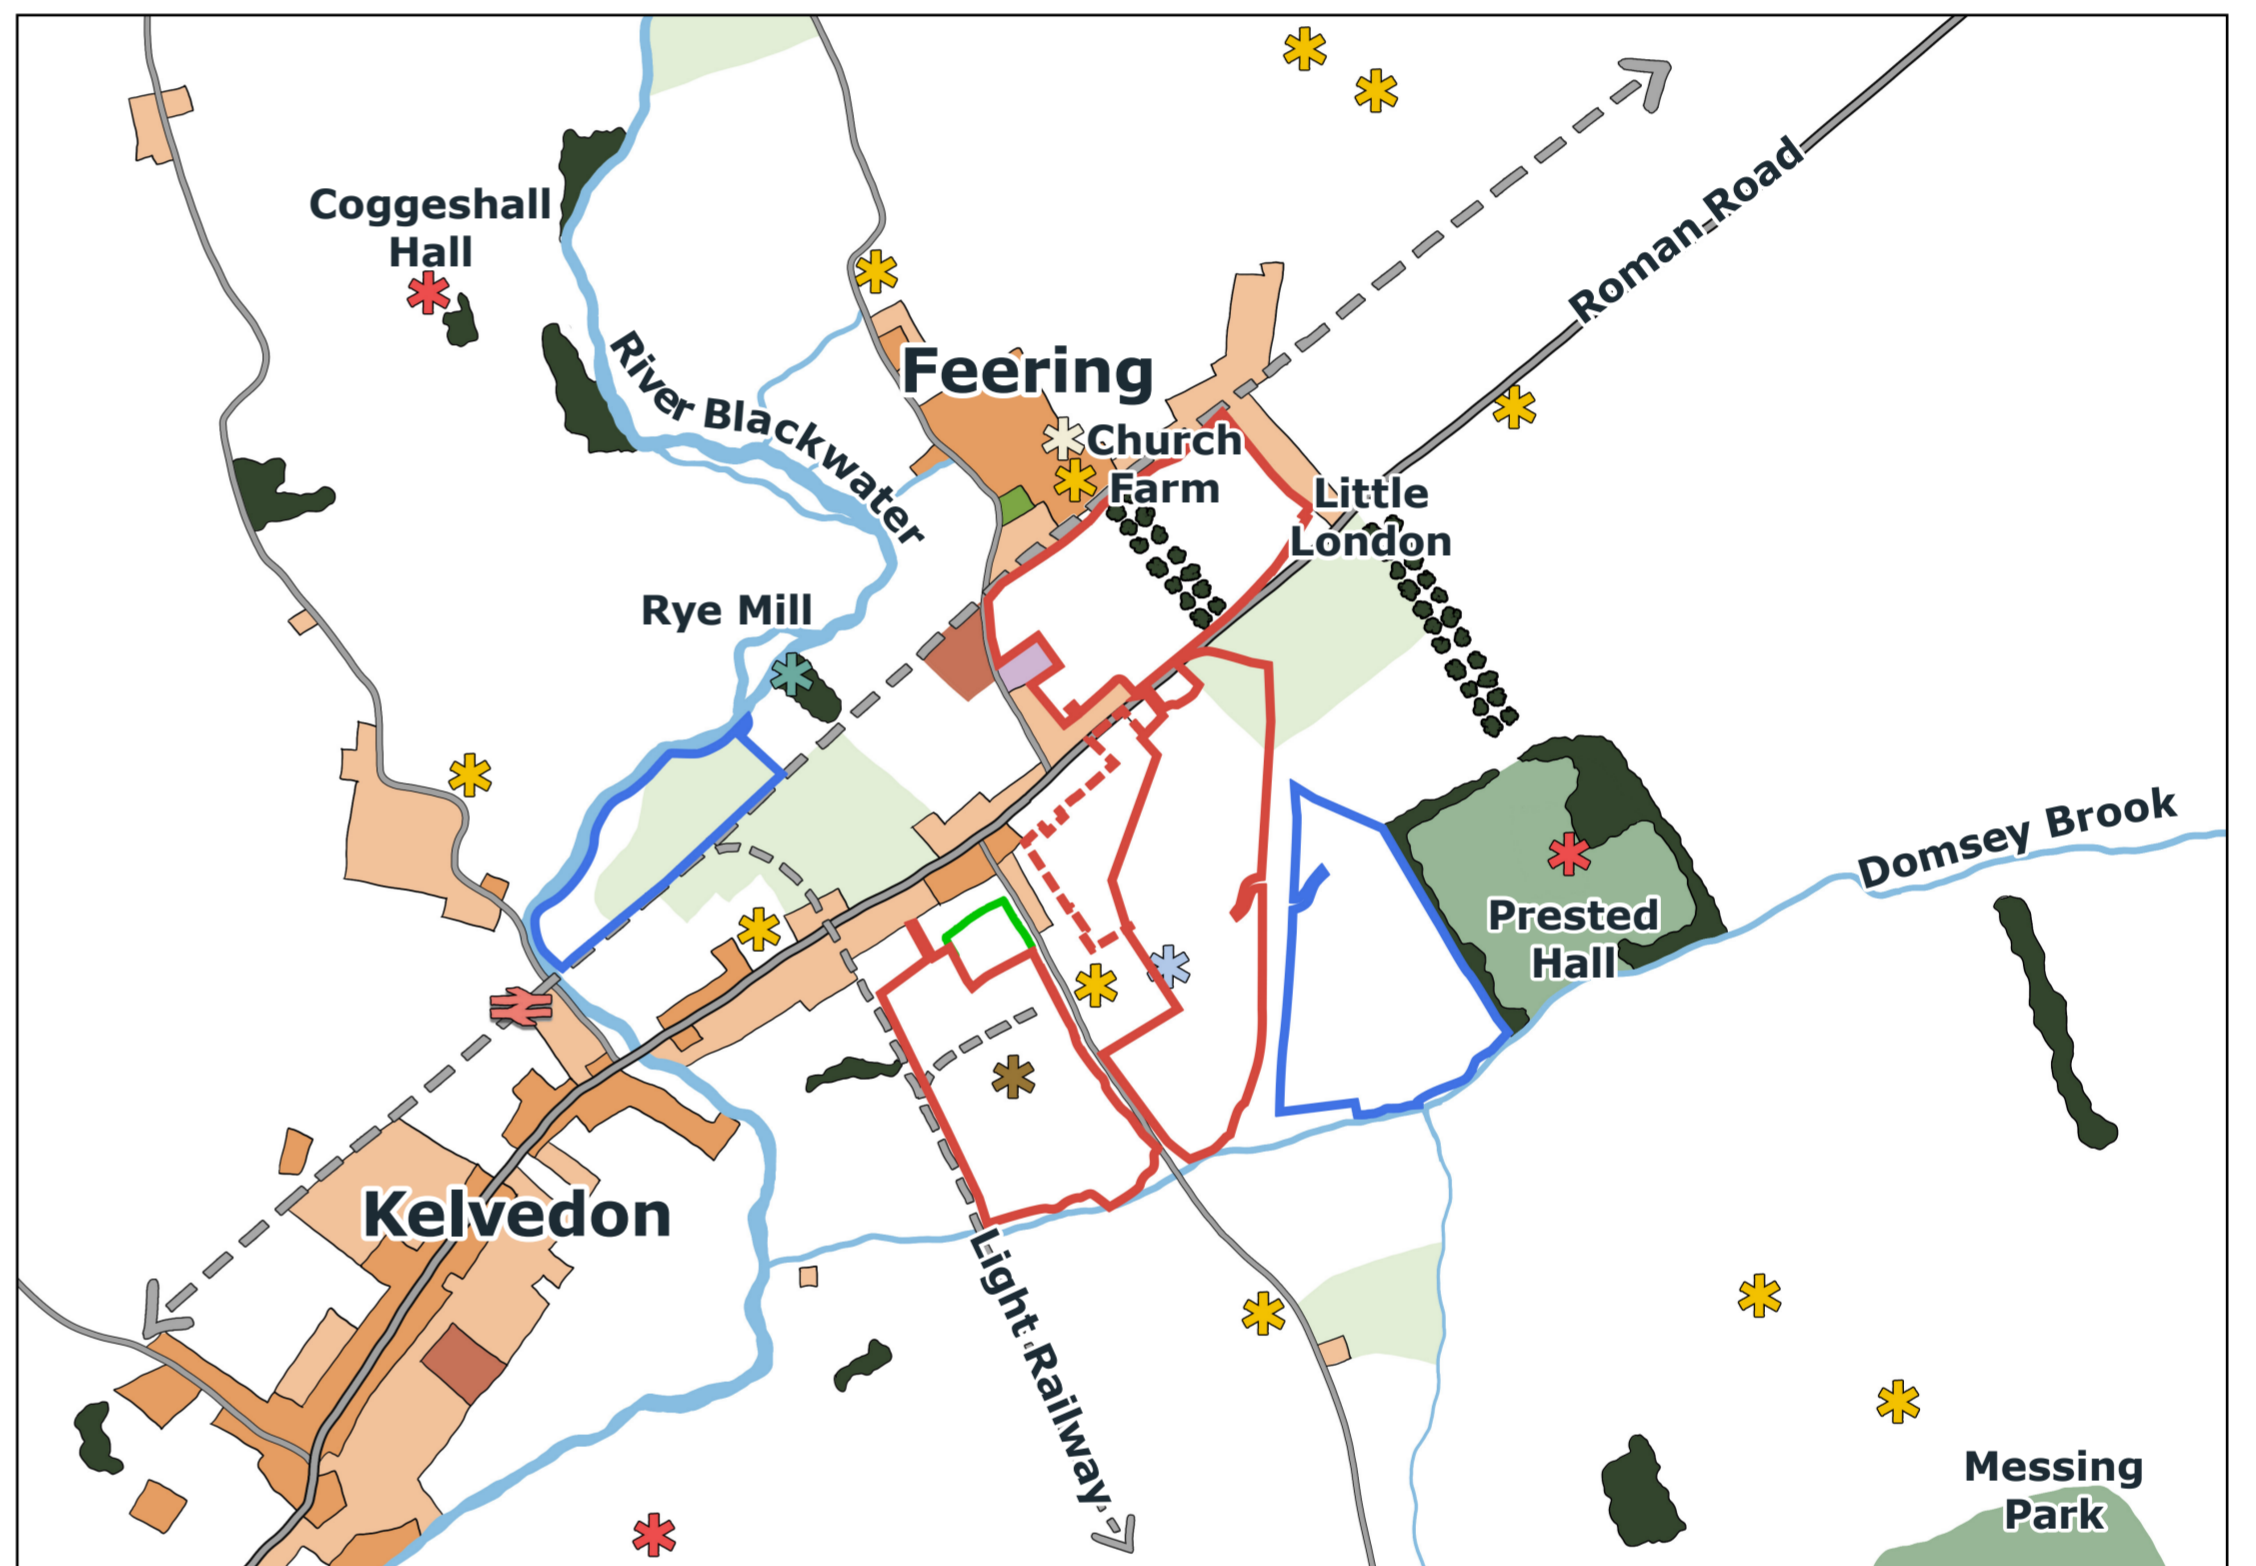 Coggeshall
Hall
Roman Road
River Blackwater
Feering
Church
Farm
Little
London
Rye Mill
Domsey Brook
Prested
Hall
Kelvedon
Light Railway
Messing
Park